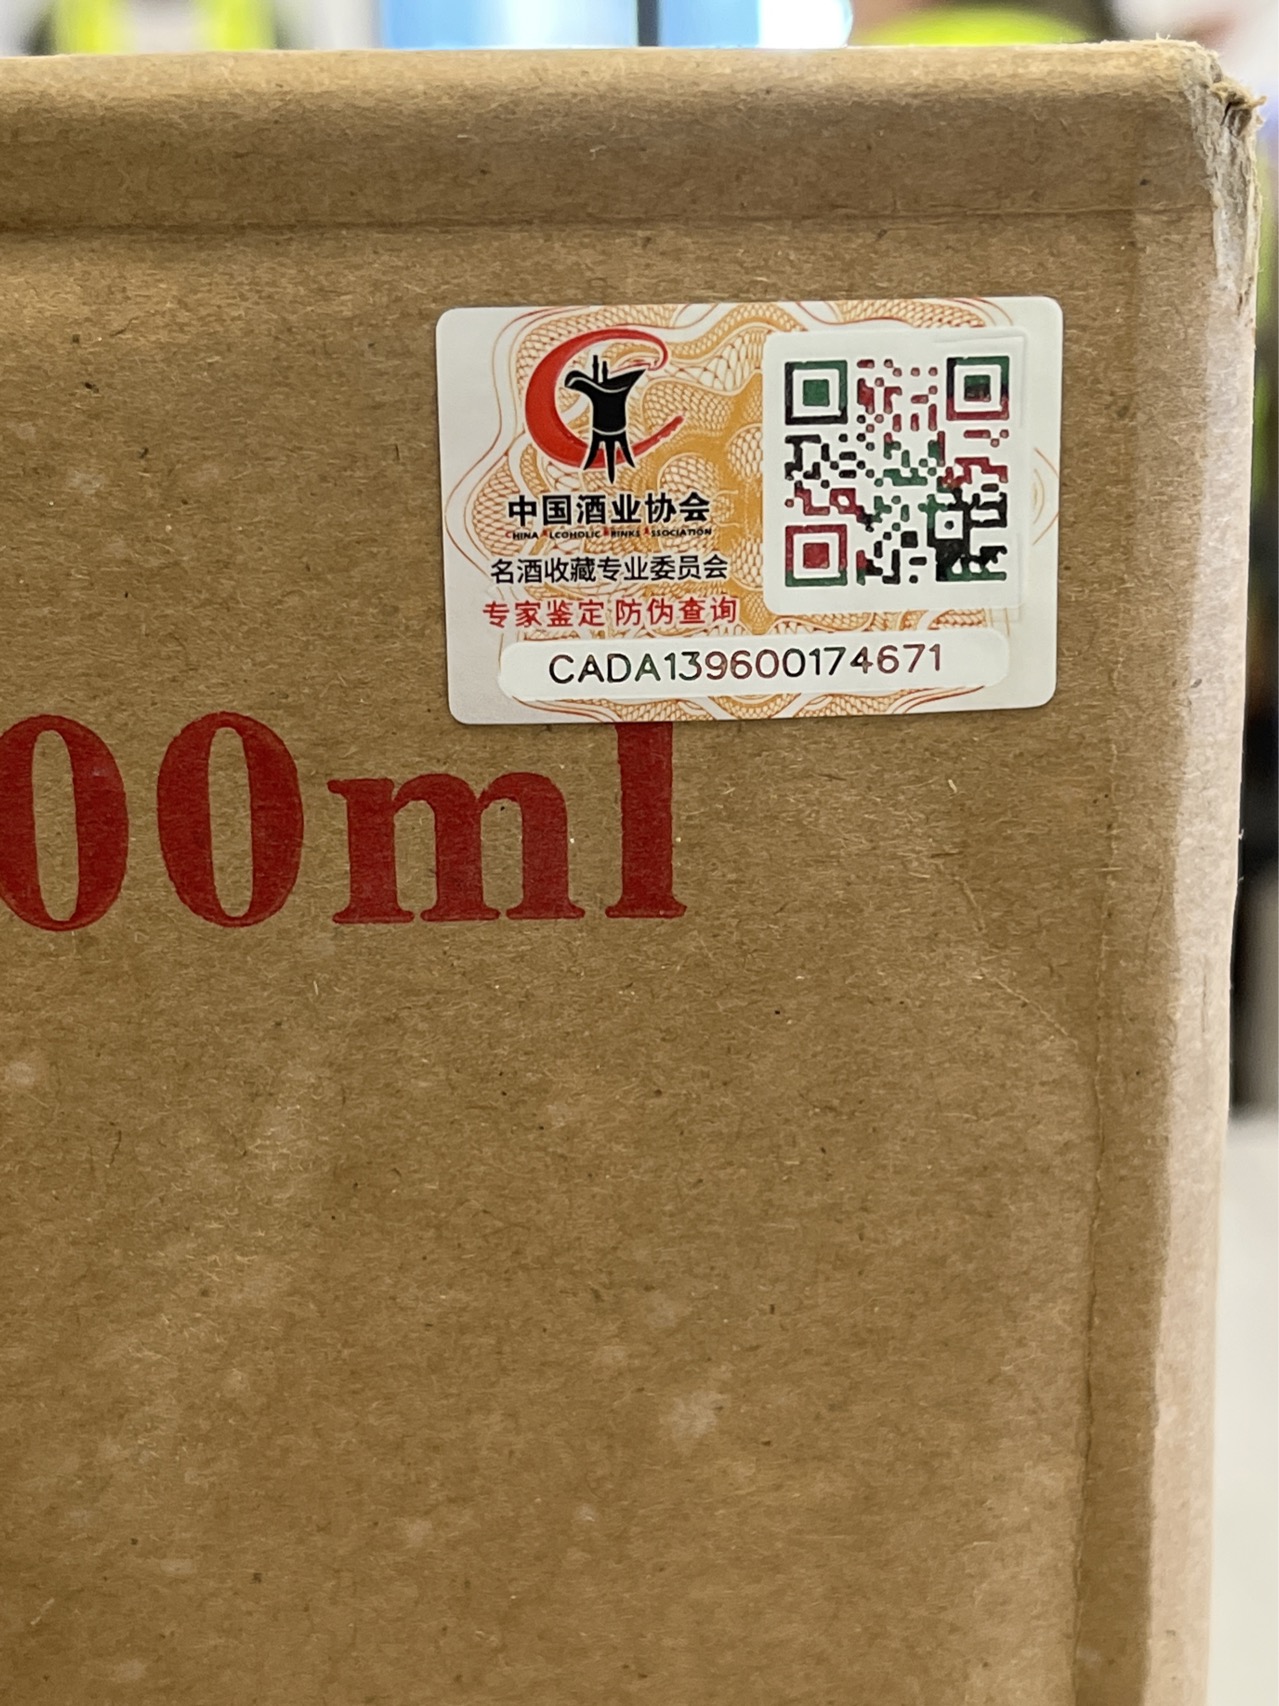 中国酒业协会
CHINA ALCOHOLIC DRINKS ASSOCIATION
名酒收藏专业委员会
专家鉴定 防伪查询
CADA139600174671
00ml